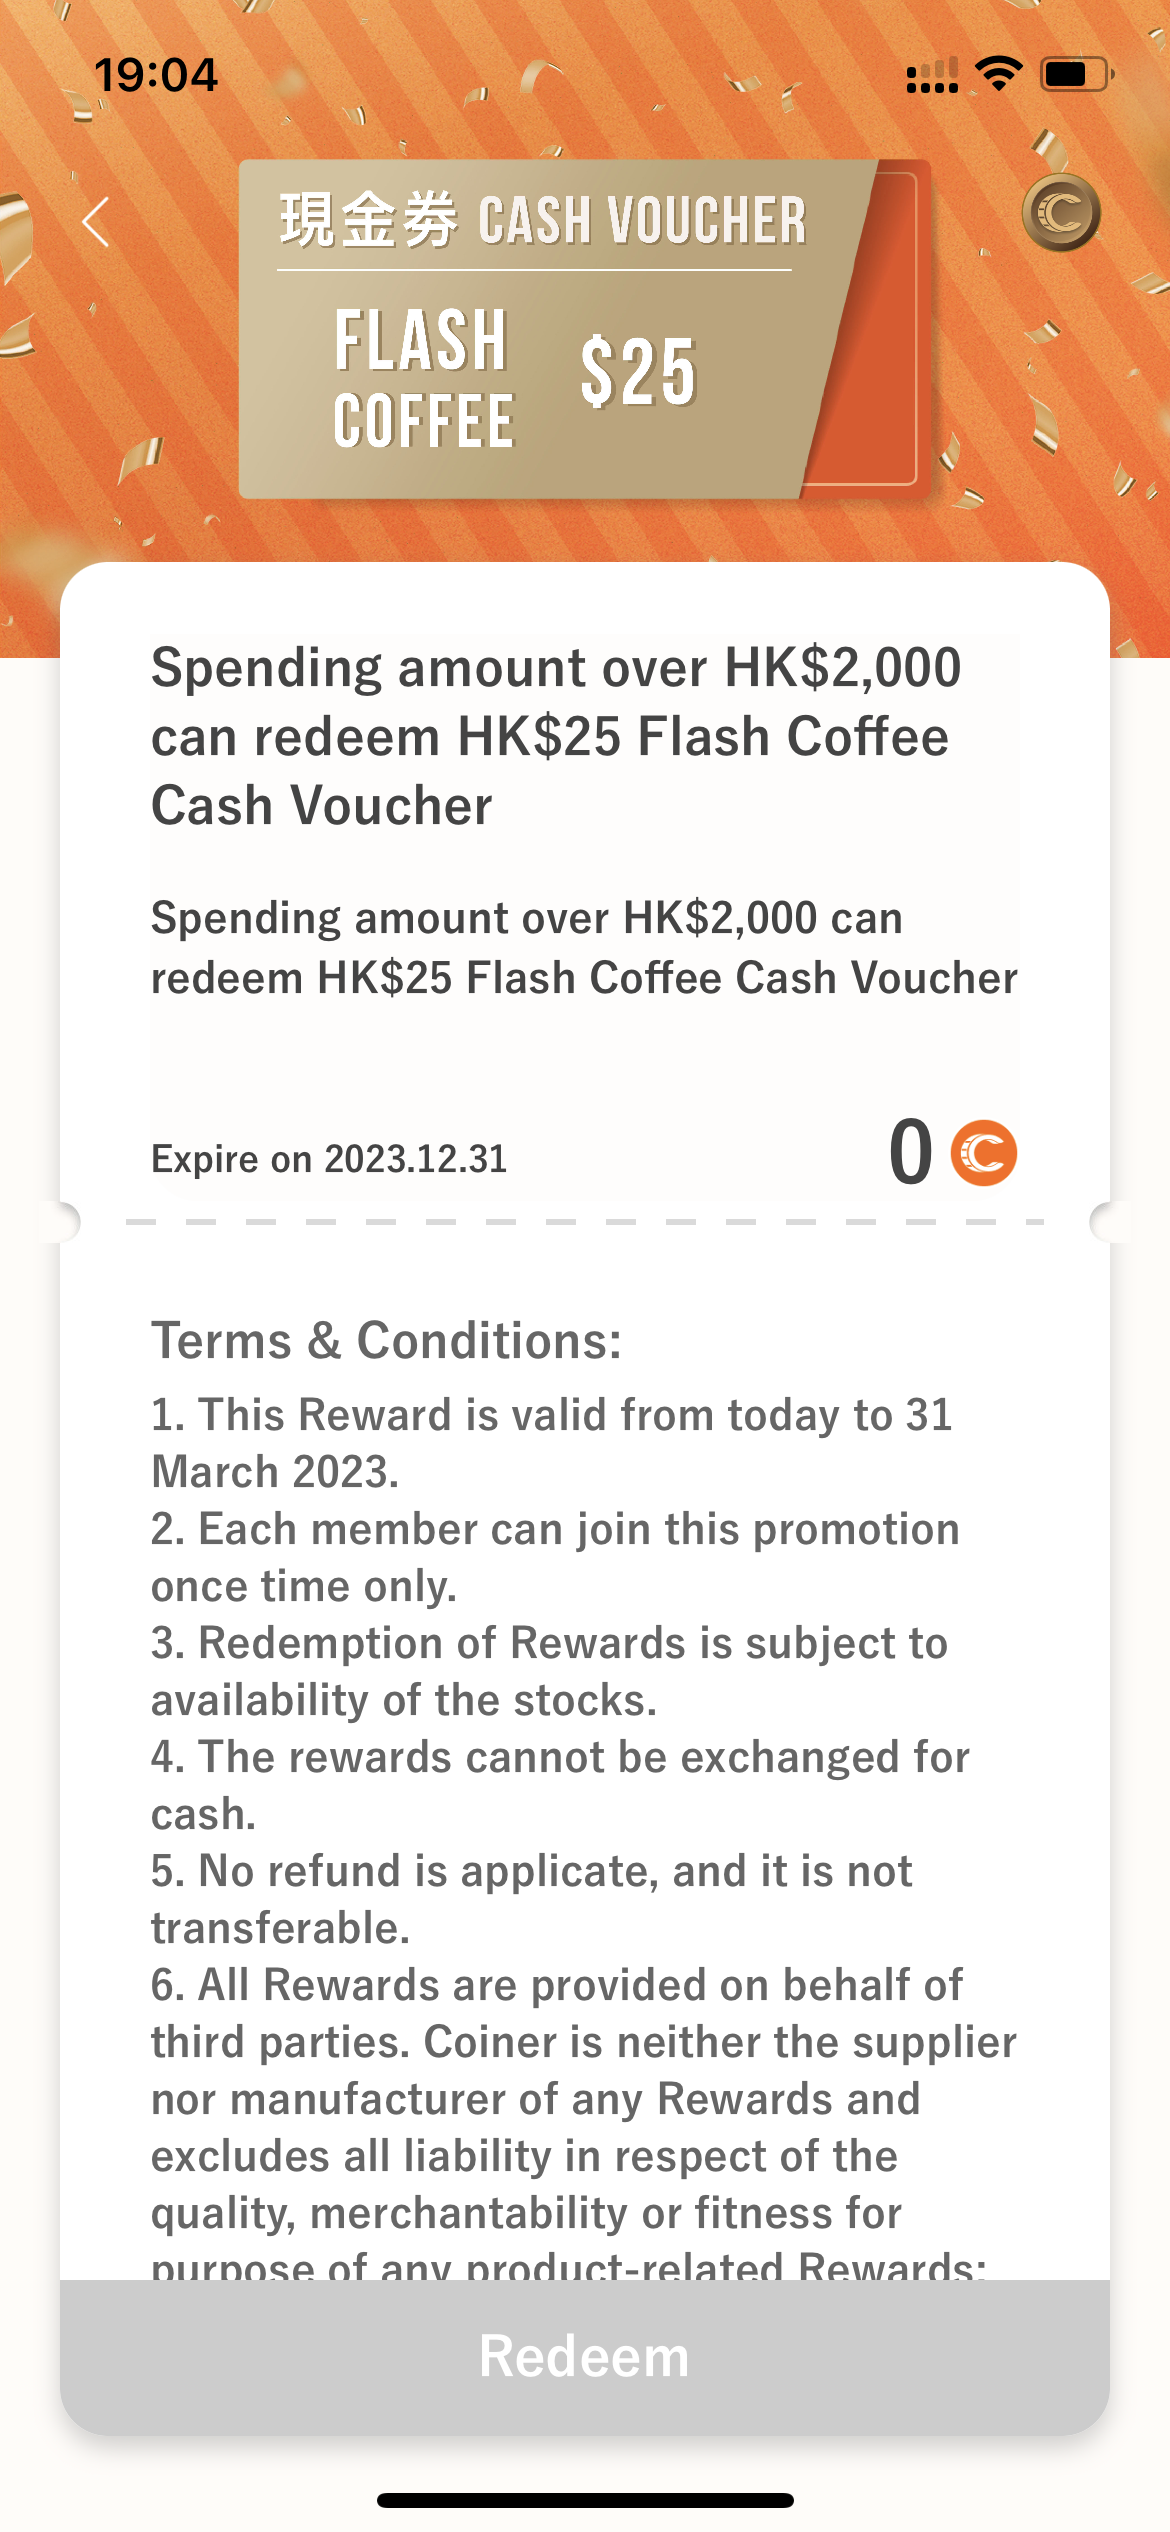 19:04
現金券 CASH VOUCHER
FLASH
COFFEE
$25
Spending amount over HK$2,000
can redeem HK$25 Flash Coffee
Cash Voucher
Spending amount over HK$2,000 can
redeem HK$25 Flash Coffee Cash Voucher
Expire on 2023.12.31
0
Terms & Conditions:
1. This Reward is valid from today to 31
March 2023.
2. Each member can join this promotion
once time only.
3. Redemption of Rewards is subject to
availability of the stocks.
4. The rewards cannot be exchanged for
cash.
5. No refund is applicate, and it is not
transferable.
6. All Rewards are provided on behalf of
third parties. Coiner is neither the supplier
nor manufacturer of any Rewards and
excludes all liability in respect of the
quality, merchantability or fitness for
purpose of any product-related Rewards;
Redeem